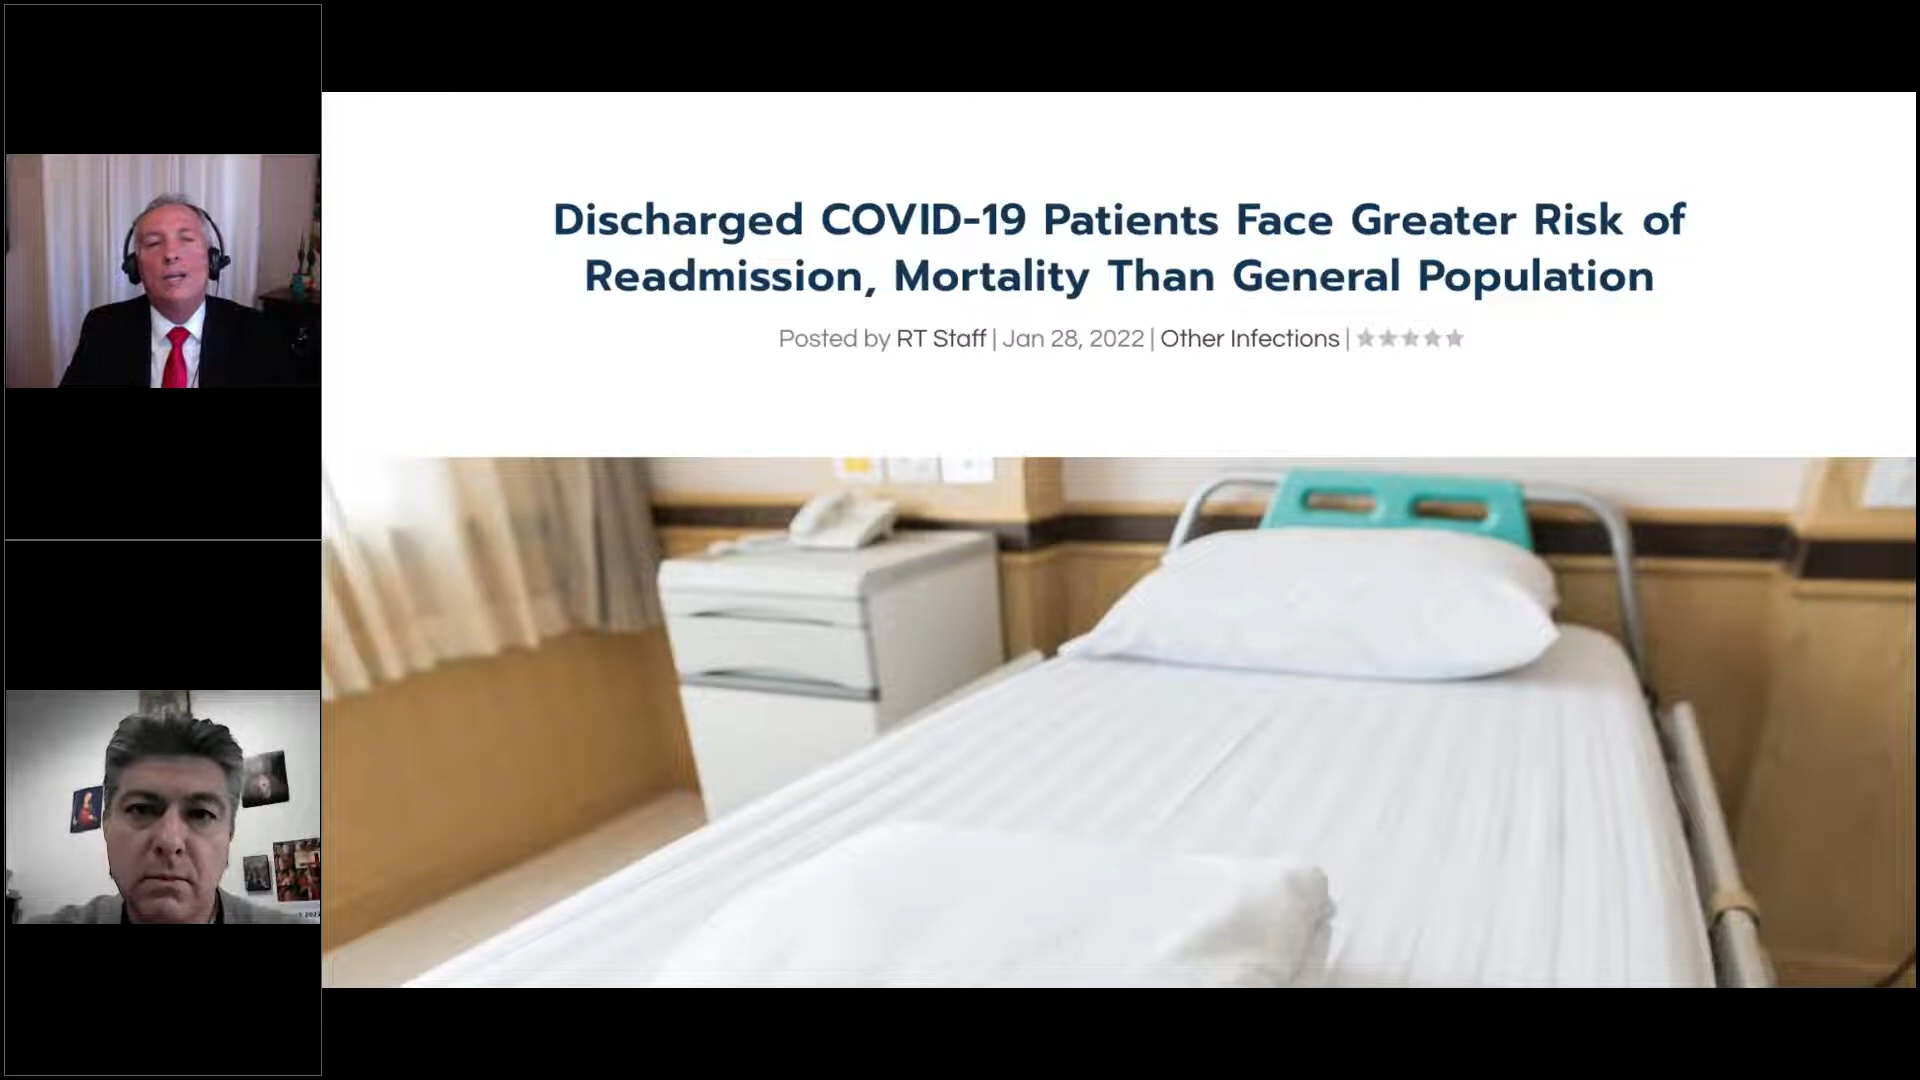 Discharged COVID-19 Patients Face Greater Risk of
Readmission, Mortality Than General Population
Posted by RT Staff | Jan 28, 2022 | Other Infections |